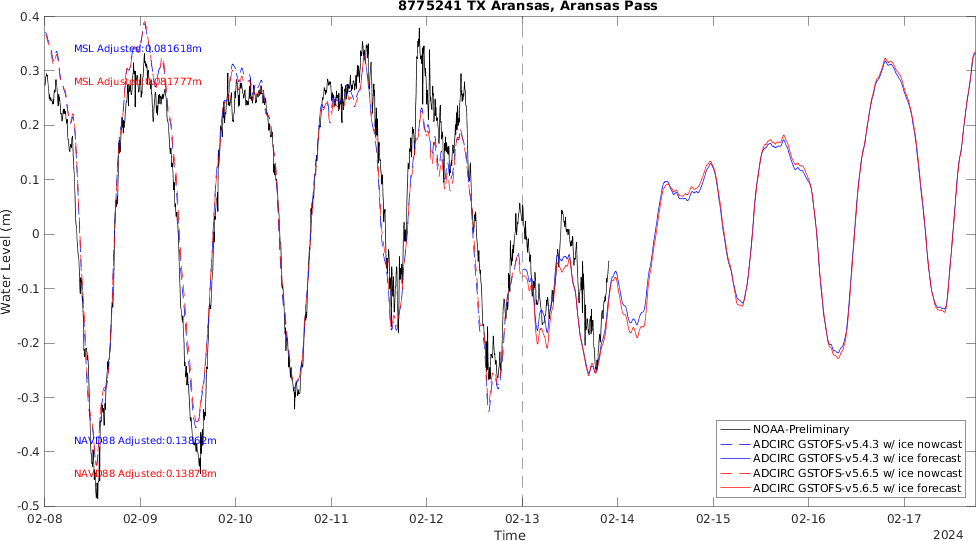 8775241 TX Aransas, Aransas Pass
Water Level (m)
0.4
0.3
0.2
0.1
0
-0.1
-0.2
-0.3
-0.4
-0.5
MSL Adjusted:0.081618m
MSL Adjusted:0.081777m
NAVD88 Adjusted:0.13862m
NAVD88 Adjusted:0.13878m
NOAA-Preliminary
ADCIRC GSTOFS-v5.4.3 w/ ice nowcast
ADCIRC GSTOFS-v5.4.3 w/ ice forecast
ADCIRC GSTOFS-v5.6.5 w/ ice nowcast
ADCIRC GSTOFS-v5.6.5 w/ ice forecast
02-08 02-09 02-10 02-11 02-12 02-13 02-14 02-15 02-16 02-17
Time
2024